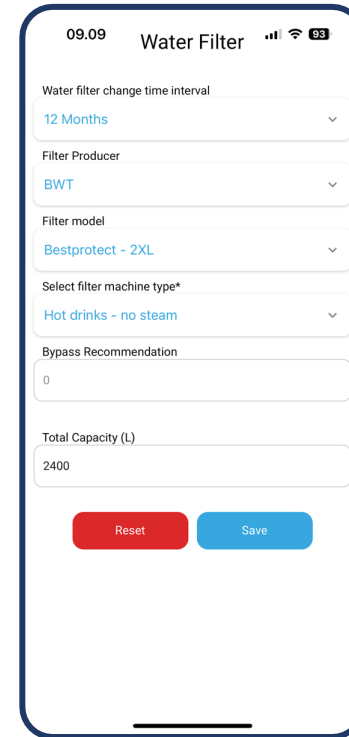 09.09
93
Water Filter
Water filter change time interval
12 Months
Filter Producer
BWT
Filter model
Bestprotect - 2XL
Select filter machine type*
Hot drinks - no steam
Bypass Recommendation
0
Total Capacity (L)
2400
Reset
Save